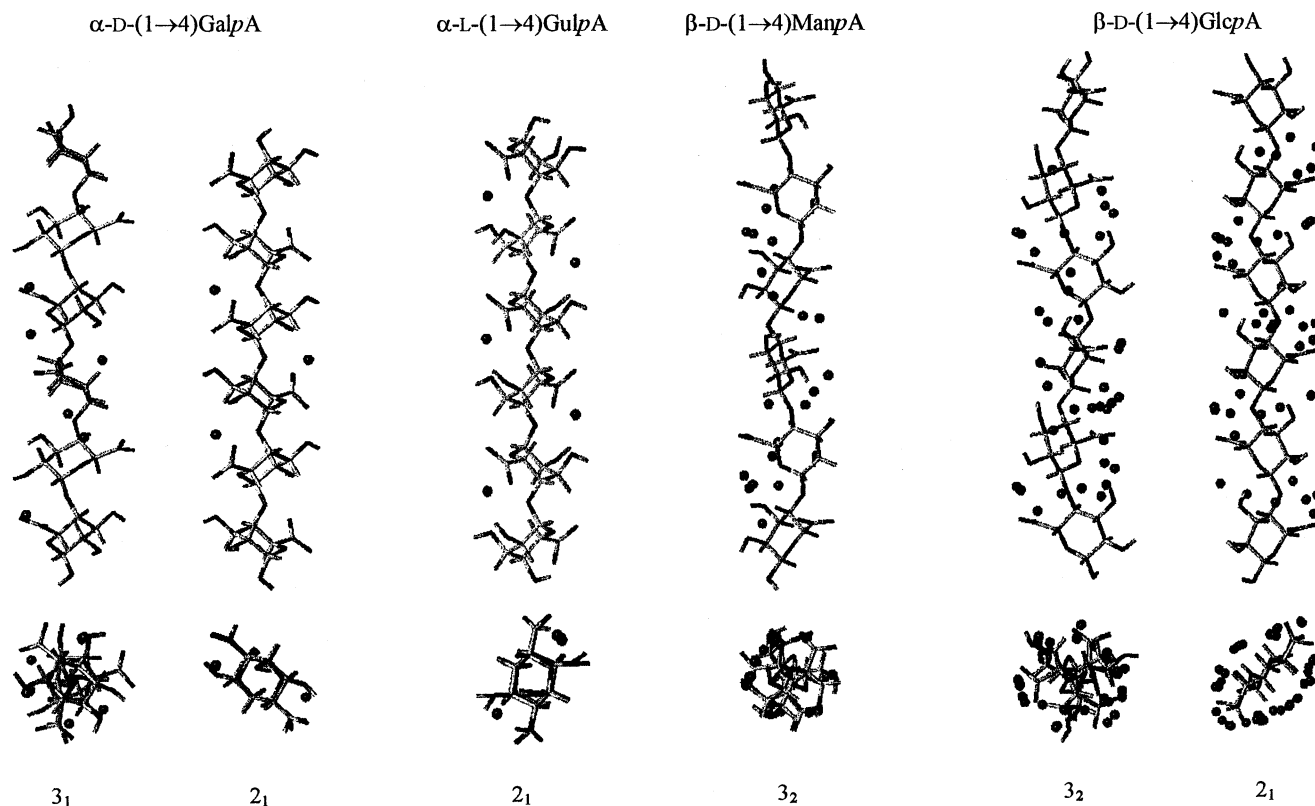 α-D-(1→4)GalpA α-L-(1→4)GulpA β-D-(1→4)ManpA β-D-(1→4)GlcpA
3₁ 2₁ 2₁ 3₂ 3₂ 2₁